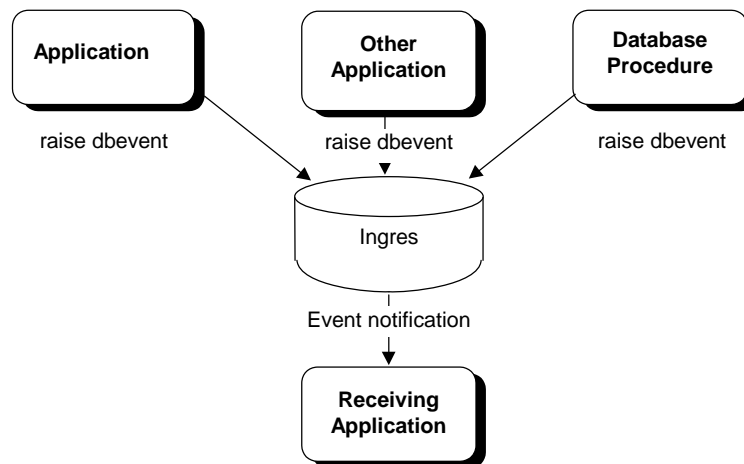 Application
Other
Application
Database
Procedure
raise dbevent
raise dbevent
raise dbevent
Ingres
Event notification
Receiving
Application